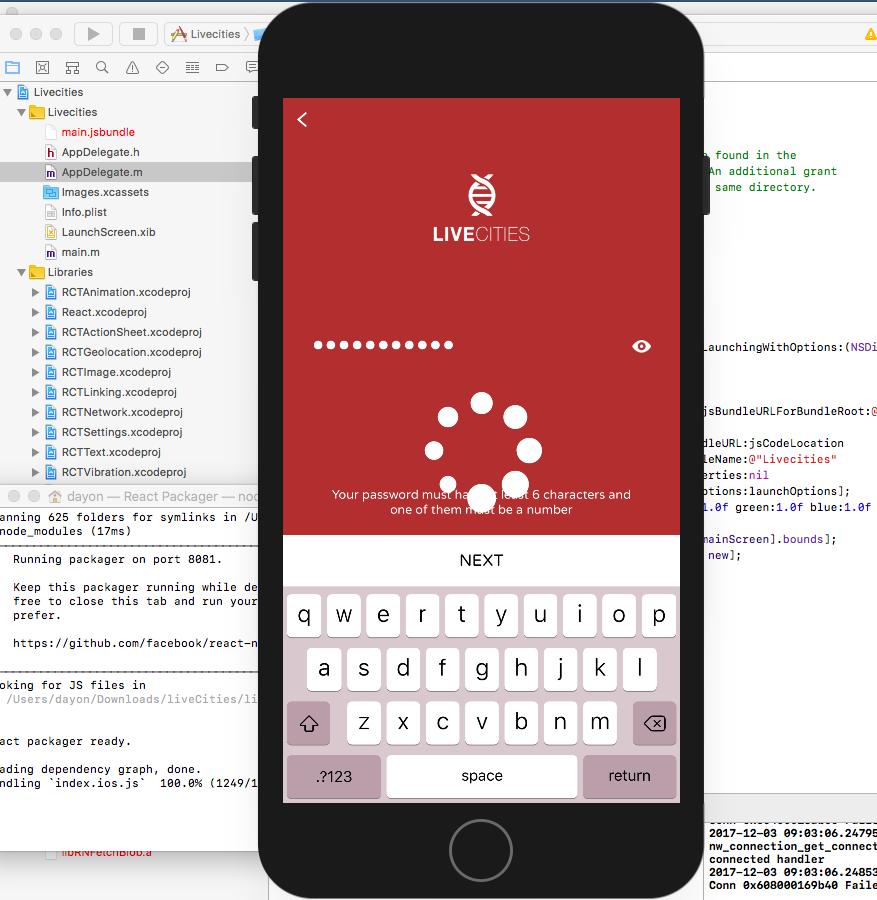 Livecities
Livecities
Livecities
main.jsbundle
AppDelegate.h
AppDelegate.m
Images.xcassets
Info.plist
LaunchScreen.xib
main.m
Libraries
RCTAnimation.xcodeproj
React.xcodeproj
RCTActionSheet.xcodeproj
RCTGeolocation.xcodeproj
RCTImage.xcodeproj
RCTLinking.xcodeproj
RCTNetwork.xcodeproj
RCTSettings.xcodeproj
RCTText.xcodeproj
RCTVibration.xcodeproj
dayon — React Packager — nod
anning 625 folders for symlinks in /U
node_modules (17ms)
Running packager on port 8081.
Keep this packager running while de
free to close this tab and run your
prefer.
https://github.com/facebook/react-n
oking for JS files in
/Users/dayon/Downloads/liveCities/li
act packager ready.
ading dependency graph, done.
ndling `index.ios.js` 100.0% (1249/1
libRNFetchBlob.a
LIVECITIES
Your password must have at least 6 characters and
one of them must be a number
NEXT
q w e r t y u i o p
a s d f g h j k l
z x c v b n m
.?123 space return
found in the
An additional grant
same directory.
LaunchingWithOptions:(NSDi
jsBundleURLForBundleRoot:@
dleURL:jsCodeLocation
leName:@"Livecities"
erties:nil
ptions:launchOptions];
1.0f green:1.0f blue:1.0f
mainScreen].bounds];
new];
2017-12-03 09:03:06.24795
nw_connection_get_connect
connected handler
2017-12-03 09:03:06.24853
Conn 0x608000169b40 Faile